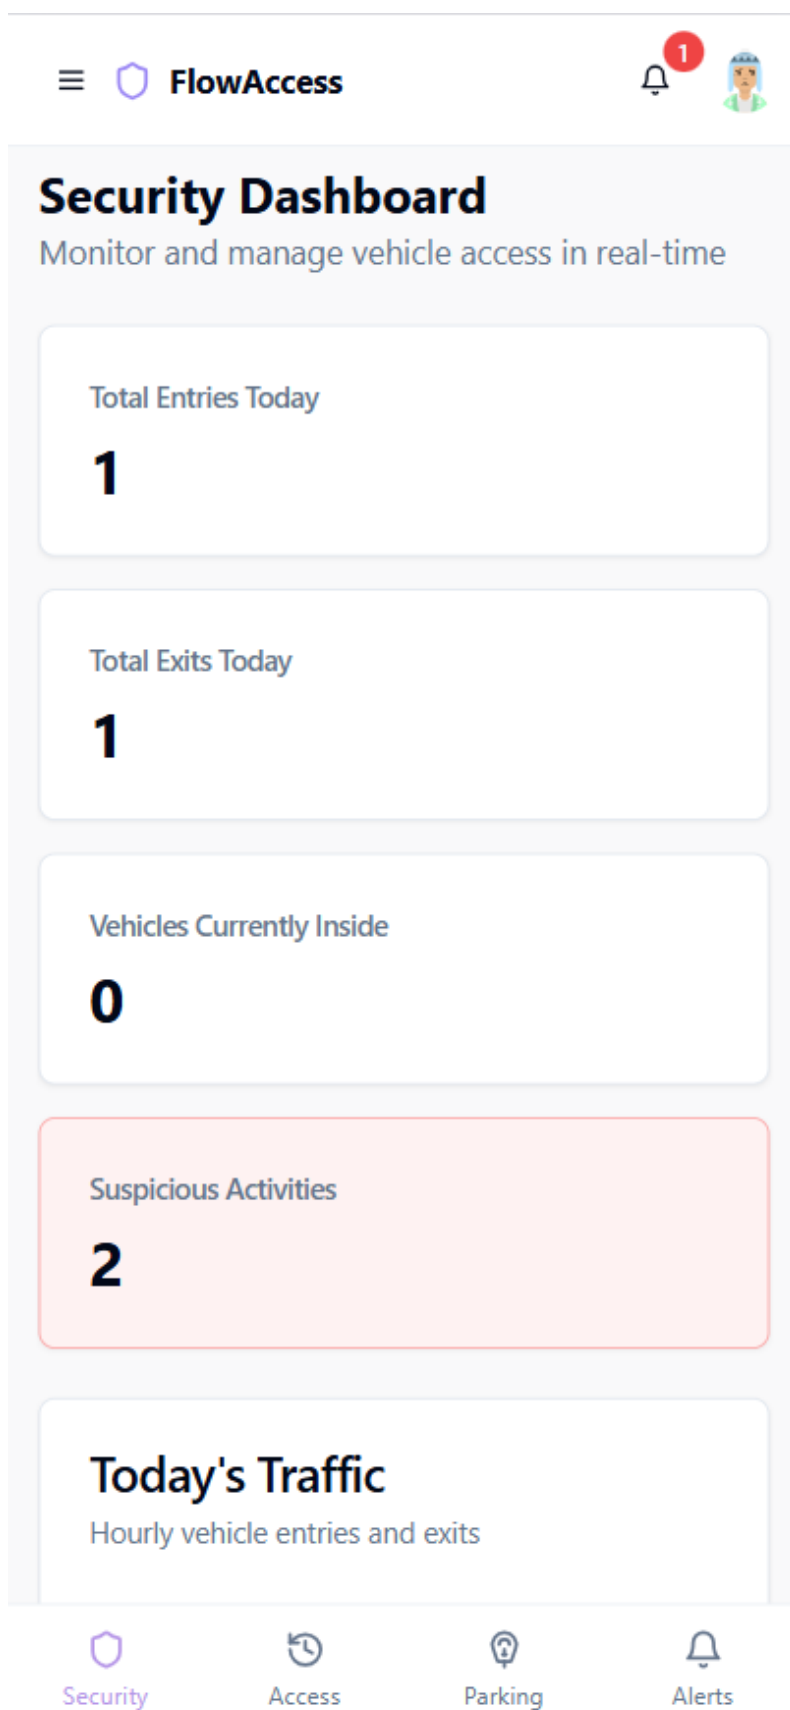 FlowAccess
1
Security Dashboard
Monitor and manage vehicle access in real-time
Total Entries Today
1
Total Exits Today
1
Vehicles Currently Inside
0
Suspicious Activities
2
Today's Traffic
Hourly vehicle entries and exits
Security Access Parking Alerts